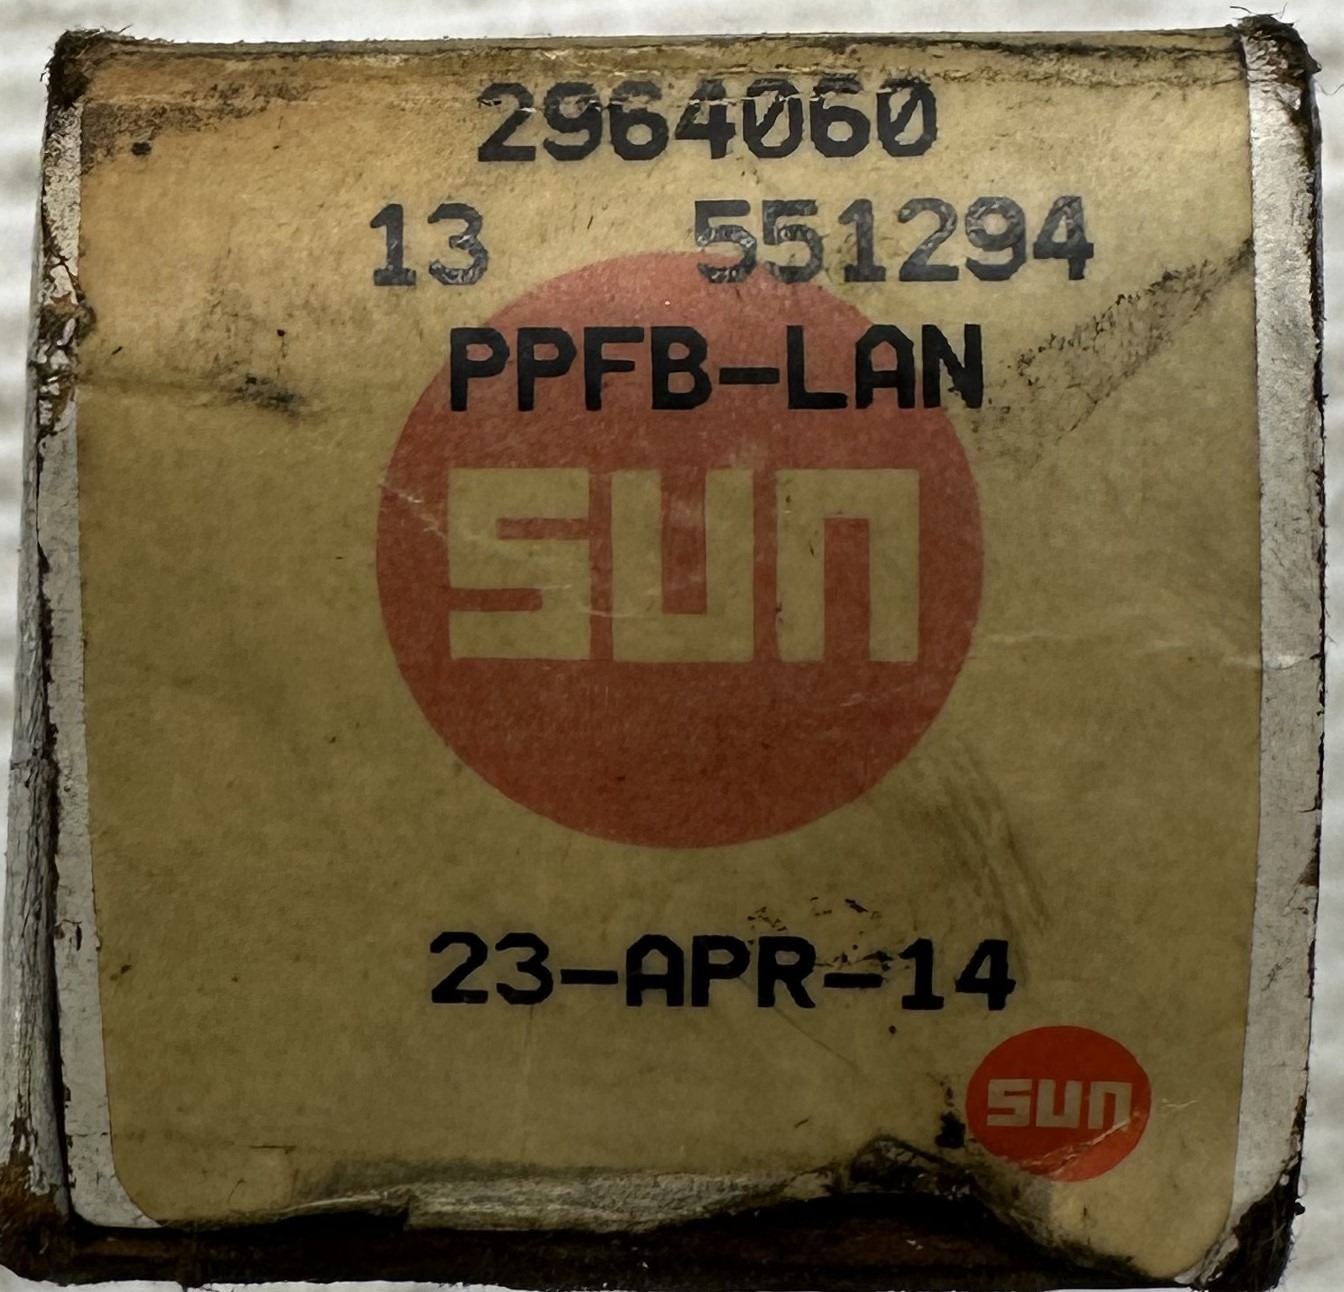 2964060
13 551294
PPFB-LAN
sun
23-APR-14
sun